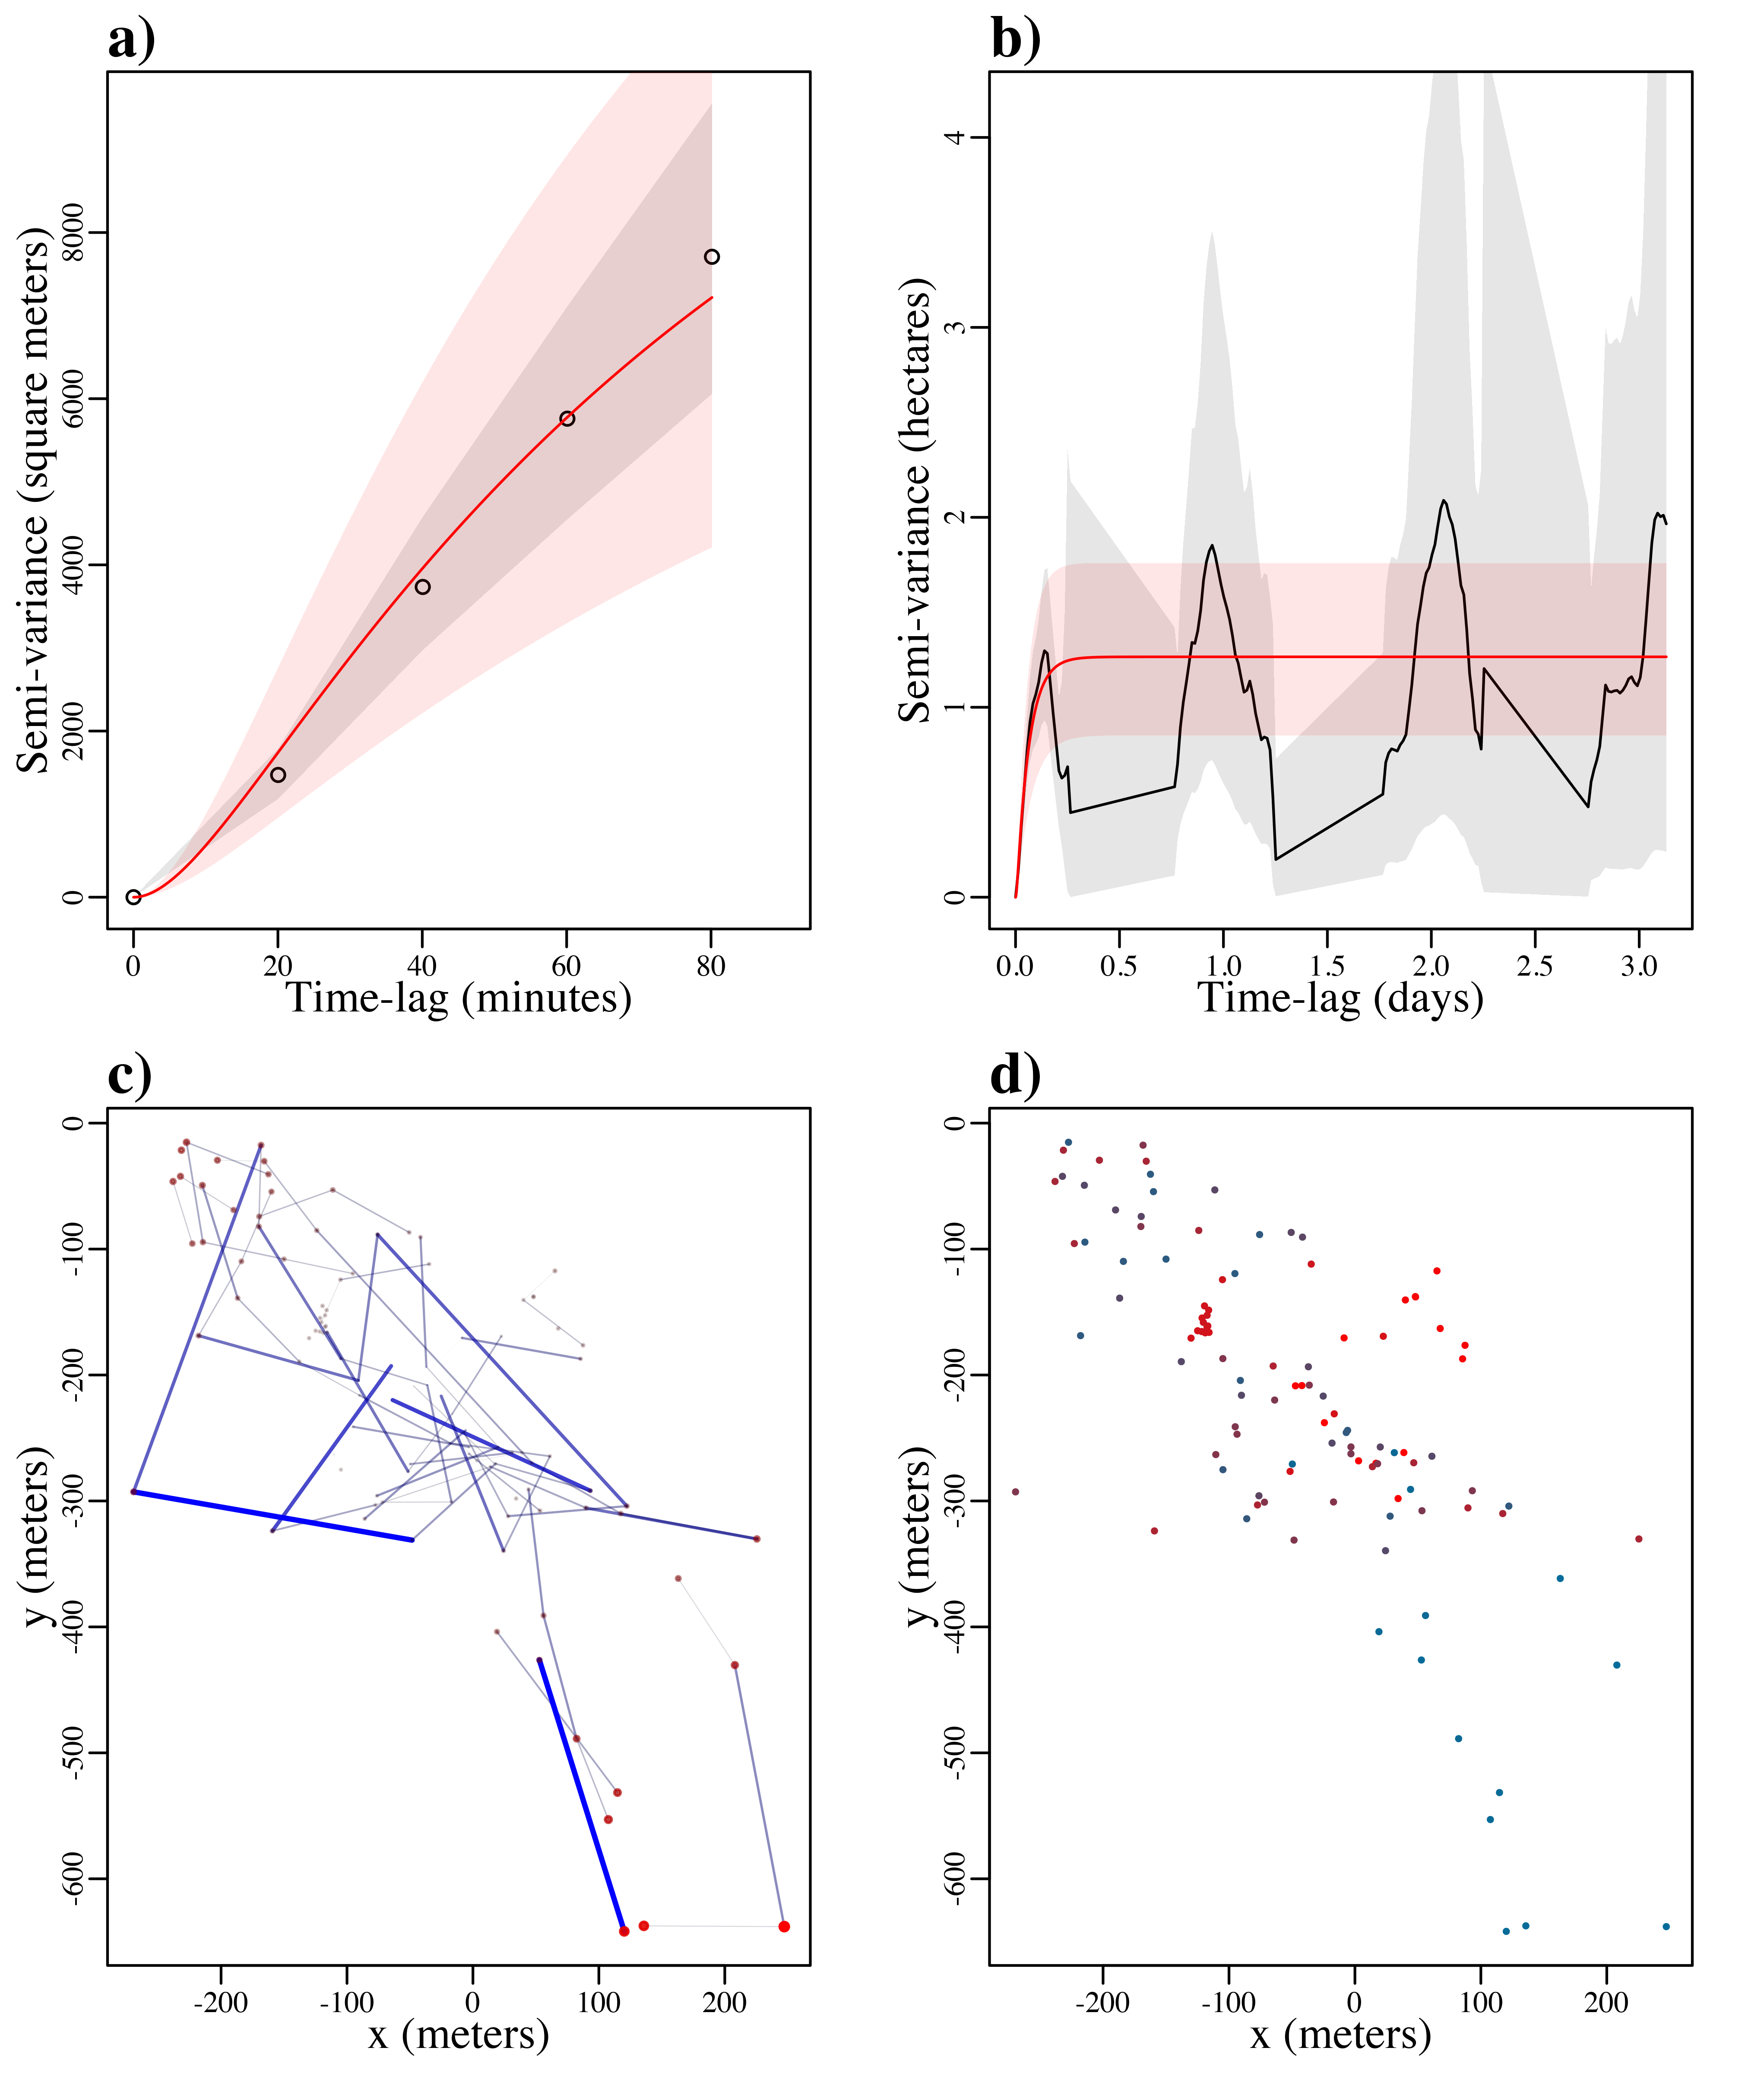 a)
Semi-variance (square meters)
8000
6000
4000
2000
0
0 20 40 60 80
Time-lag (minutes)
b)
Semi-variance (hectares)
4
3
2
1
0
0.0 0.5 1.0 1.5 2.0 2.5 3.0
Time-lag (days)
c)
y (meters)
0
-100
-200
-300
-400
-500
-600
-200 -100 0 100 200
x (meters)
d)
y (meters)
0
-100
-200
-300
-400
-500
-600
-200 -100 0 100 200
x (meters)